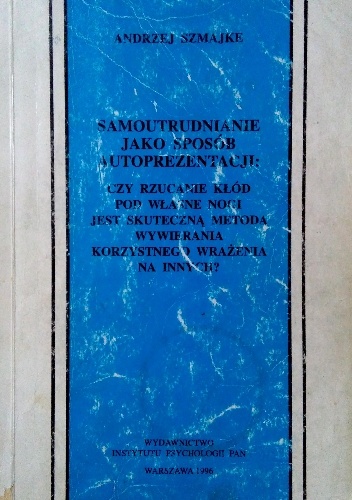 ANDRZEJ SZMAJKE
SAMOUTRUDNIANIE
JAKO SPOSÓB
AUTOPREZENTACJI:
CZY RZUCANIE KŁÓD
POD WŁASNE NOGI
JEST SKUTECZNĄ METODĄ
WYWIERANIA
KORZYSTNEGO WRAŻENIA
NA INNYCH?
WYDAWNICTWO
INSTYTUTU PSYCHOLOGII PAN
WARSZAWA 1996